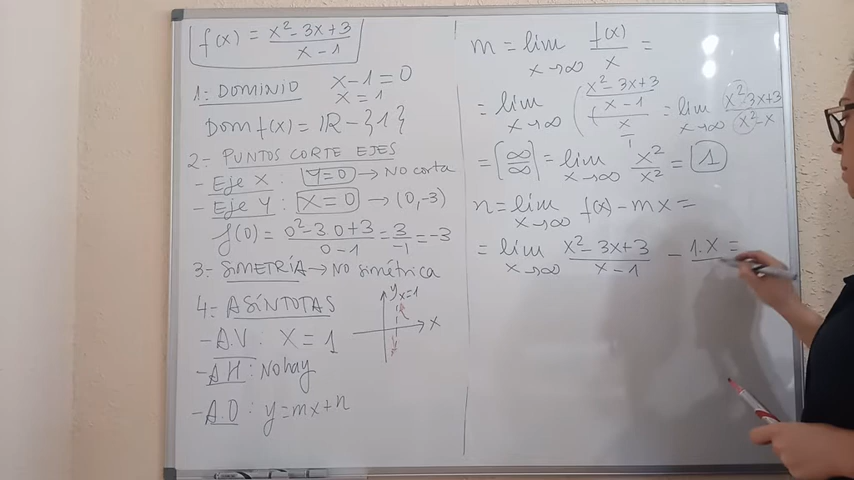 f(x) = x²-3x+3 / x-1
1: DOMINIO x-1=0
x=1
Dom f(x) = IR-{1}
2: PUNTOS CORTE EJES
- Eje X : y=0 → NO corta
- Eje Y : x=0 → (0,-3)
f(0) = 0²-3.0+3 / 0-1 = 3/-1 = -3
3: SIMETRÍA → No simétrica
4: ASÍNTOTAS
y x=1
x
- A.V: X=1
- AH : No hay
- A.O : y=mx+n
m = lim x→∞ f(x)/x =
= lim x→∞ (x²-3x+3 / x-1) / (x/1) = lim x→∞ x²-3x+3 / x²-x
= [∞/∞] = lim x→∞ x²/x² = 1
n = lim x→∞ f(x) - mx =
= lim x→∞ x²-3x+3 / x-1 - 1.x =